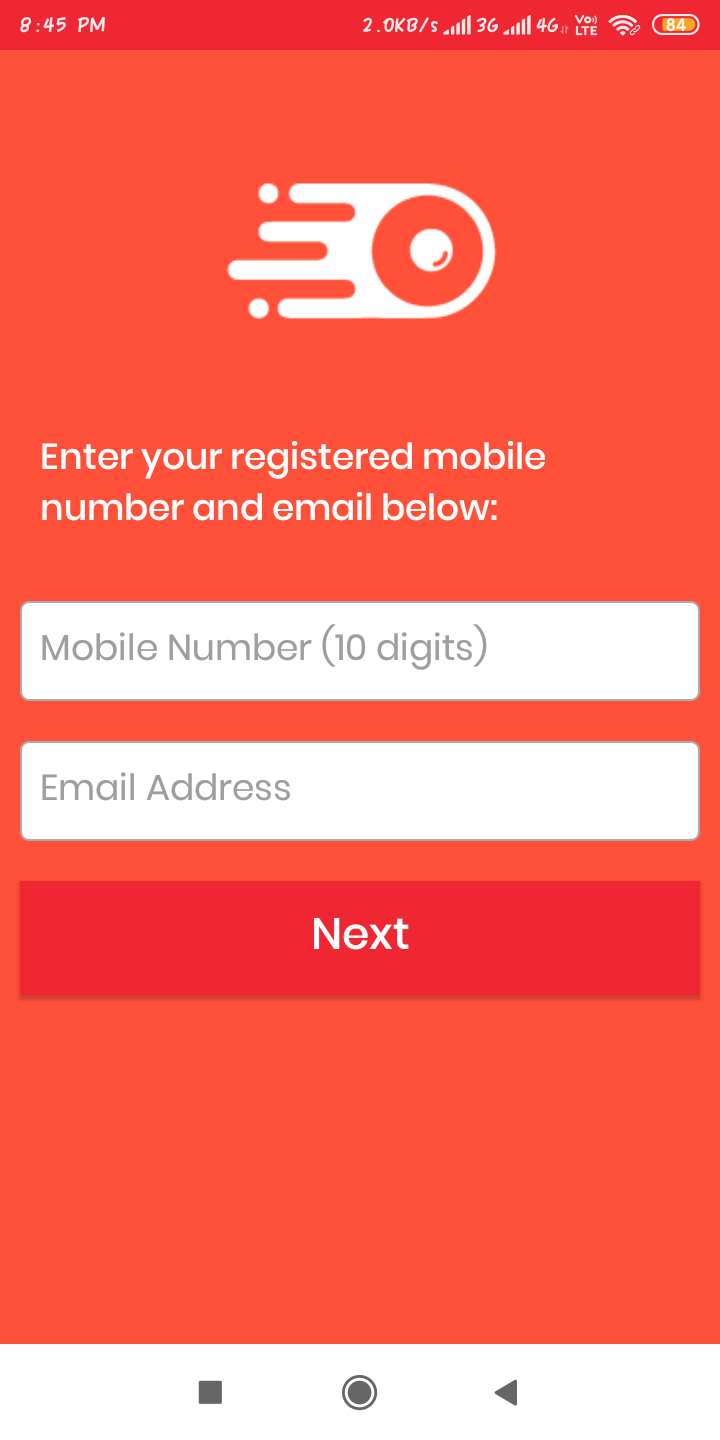 8:45 PM 2.0KB/s 3G 4G Vo) LTE 84
Enter your registered mobile
number and email below:
Mobile Number (10 digits)
Email Address
Next